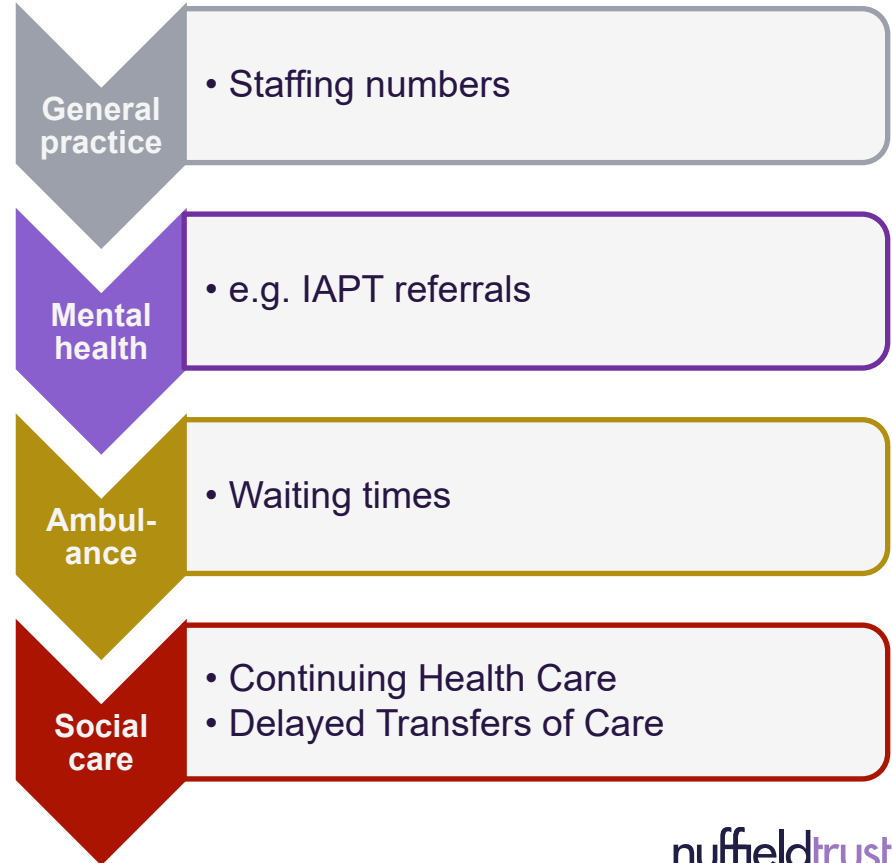 General
practice
• Staffing numbers
Mental
health
• e.g. IAPT referrals
Ambul-
ance
• Waiting times
Social
care
• Continuing Health Care
• Delayed Transfers of Care
nuffieldtrust